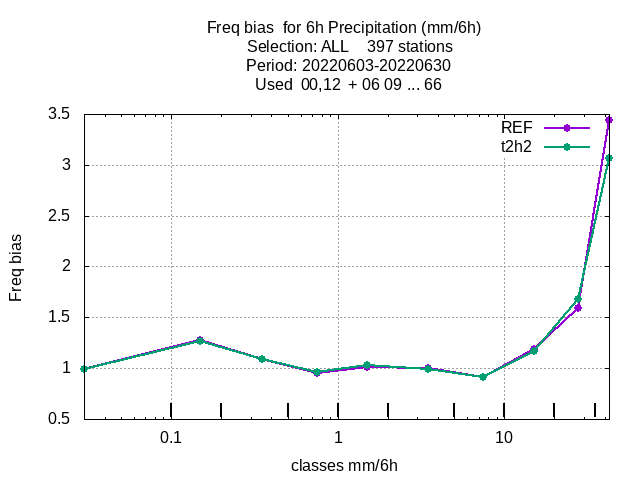 Freq bias  for 6h Precipitation (mm/6h)
Selection: ALL    397 stations
Period: 20220603-20220630
Used  00,12  + 06 09 ... 66
3.5
REF
t2h2
3
2.5
2
Freq bias
1.5
1
0.5
0.1 1 10
classes mm/6h